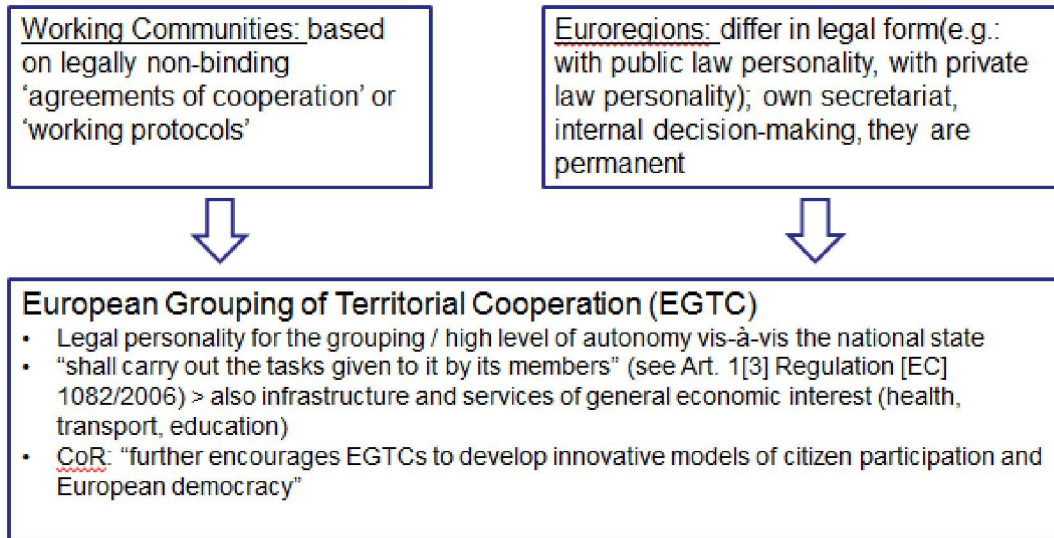 Working Communities: based
on legally non-binding
‘agreements of cooperation’ or
‘working protocols’
Euroregions: differ in legal form(e.g.:
with public law personality, with private
law personality); own secretariat,
internal decision-making, they are
permanent
European Grouping of Territorial Cooperation (EGTC)
• Legal personality for the grouping / high level of autonomy vis-à-vis the national state
• “shall carry out the tasks given to it by its members” (see Art. 1[3] Regulation [EC]
1082/2006) > also infrastructure and services of general economic interest (health,
transport, education)
• CoR: “further encourages EGTCs to develop innovative models of citizen participation and
European democracy”